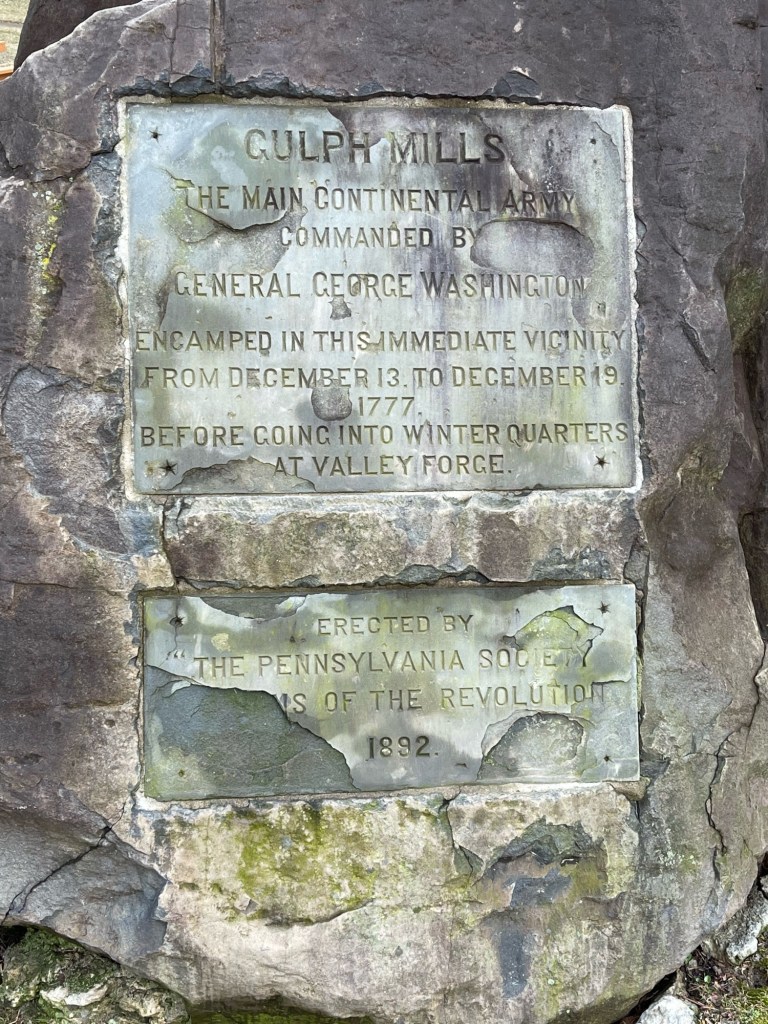 GULPH MILLS
THE MAIN CONTINENTAL ARMY
COMMANDED BY
GENERAL GEORGE WASHINGTON
ENCAMPED IN THIS IMMEDIATE VICINITY
FROM DECEMBER 13. TO DECEMBER 19.
1777.
BEFORE GOING INTO WINTER QUARTERS
AT VALLEY FORGE.
ERECTED BY
"THE PENNSYLVANIA SOCIETY
OF THE REVOLUTION
1892.